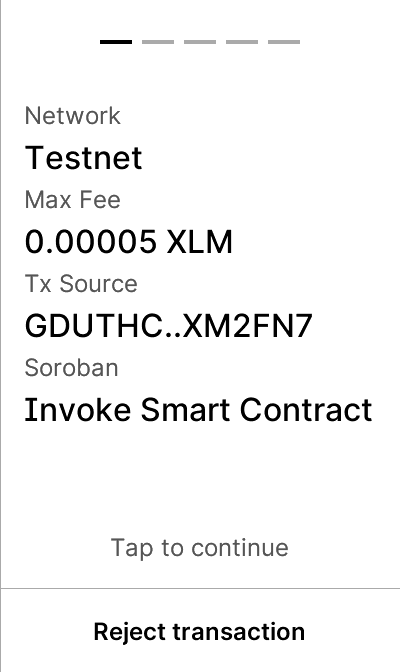 Network
Testnet
Max Fee
0.00005 XLM
Tx Source
GDUTHC..XM2FN7
Soroban
Invoke Smart Contract
Tap to continue
Reject transaction